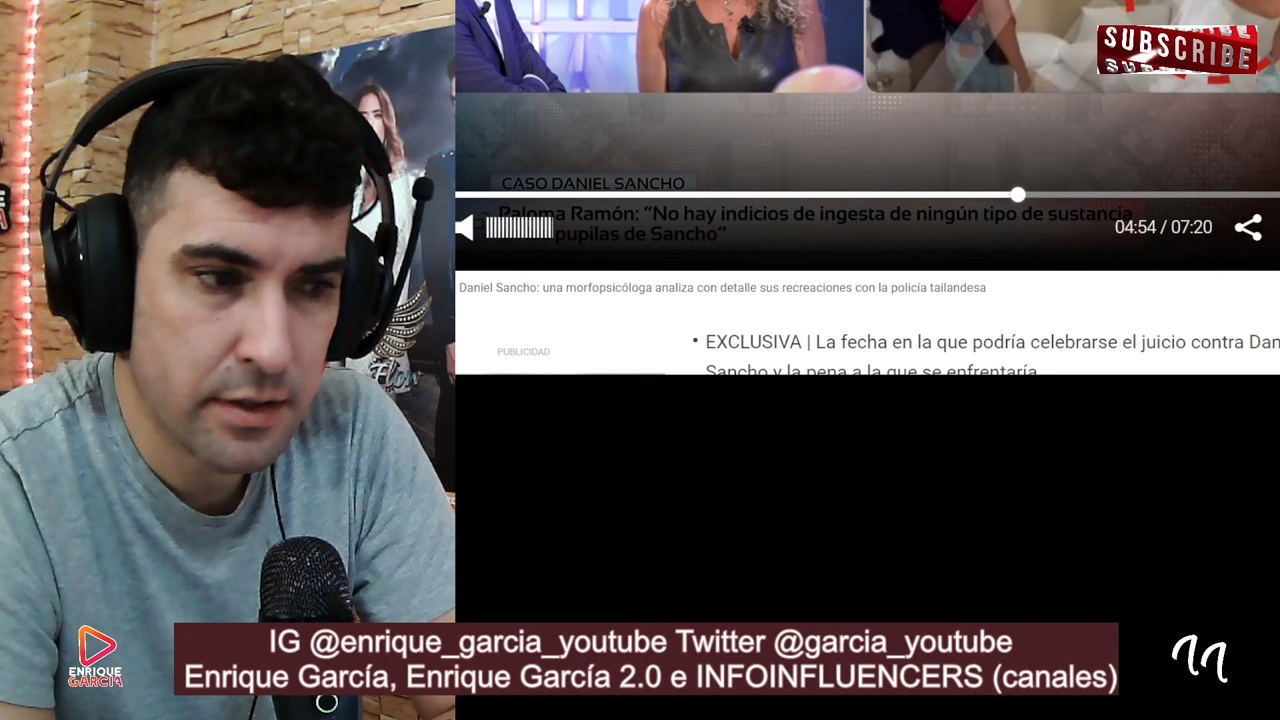 SUBSCRIBE
CASO DANIEL SANCHO
Paloma Ramón: "No hay indicios de ingesta de ningún tipo de sustancia
pupilas de Sancho"
04:54 / 07:20
Daniel Sancho: una morfopsicóloga analiza con detalle sus recreaciones con la policía tailandesa
PUBLICIDAD
• EXCLUSIVA | La fecha en la que podría celebrarse el juicio contra Dan
Sancho y la pena a la que se enfrentaría
Flow
IG @enrique_garcia_youtube Twitter @garcia_youtube
Enrique García, Enrique García 2.0 e INFOINFLUENCERS (canales)
ENRIQUE
GARCÍA